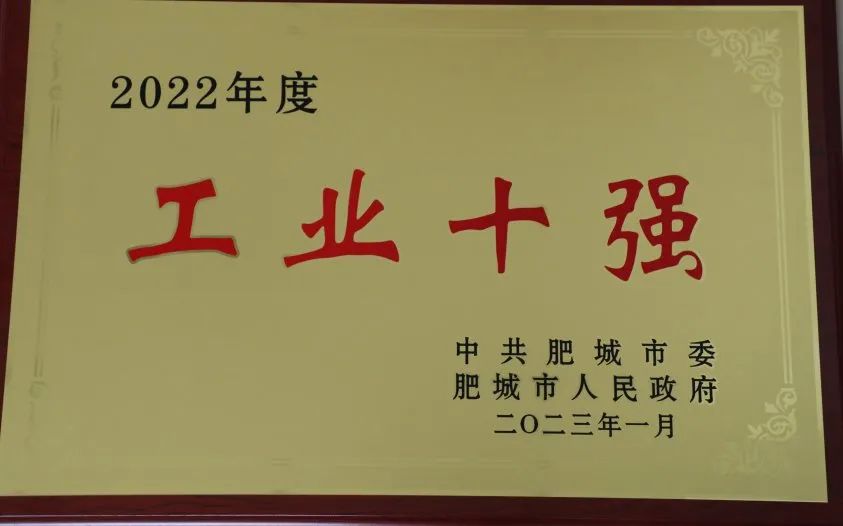 2022年度
工业十强
中共肥城市委
肥城市人民政府
二〇二三年一月